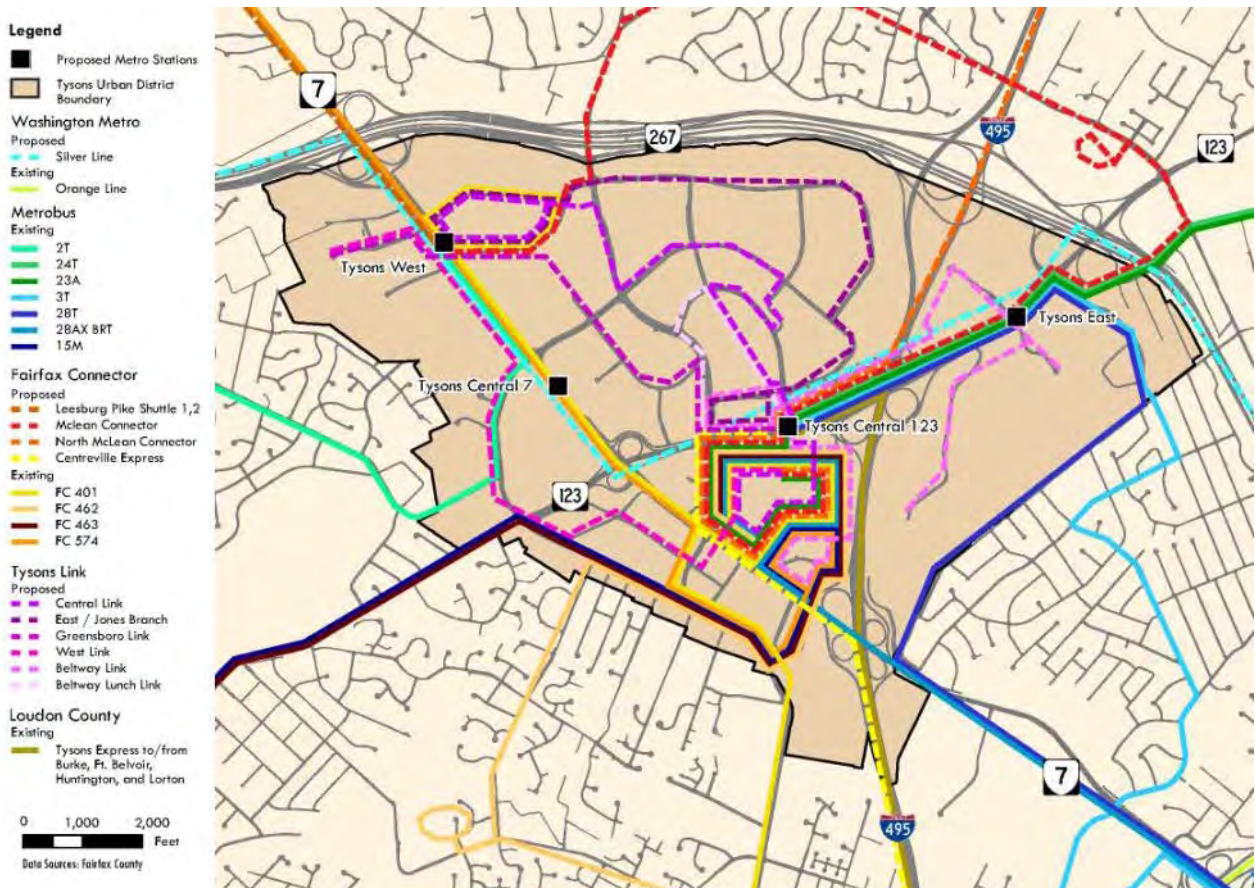 Legend
Proposed Metro Stations
Tysons Urban District
Boundary
Washington Metro
Proposed
Silver Line
Existing
Orange Line
Metrobus
Existing
2T
24T
23A
3T
28T
28AX BRT
15M
Fairfax Connector
Proposed
Leesburg Pike Shuttle 1,2
Mclean Connector
North McLean Connector
Centreville Express
Existing
FC 401
FC 462
FC 463
FC 574
Tysons Link
Proposed
Central Link
East / Jones Branch
Greensboro Link
West Link
Beltway Link
Beltway Lunch Link
Loudon County
Existing
Tysons Express to/from
Burke, Ft. Belvoir,
Huntington, and Lorton
0 1,000 2,000
Feet
Data Sources: Fairfax County
7
267
INTERSTATE
495
123
Tysons West
Tysons East
Tysons Central 7
Tysons Central 123
123
7
INTERSTATE
495